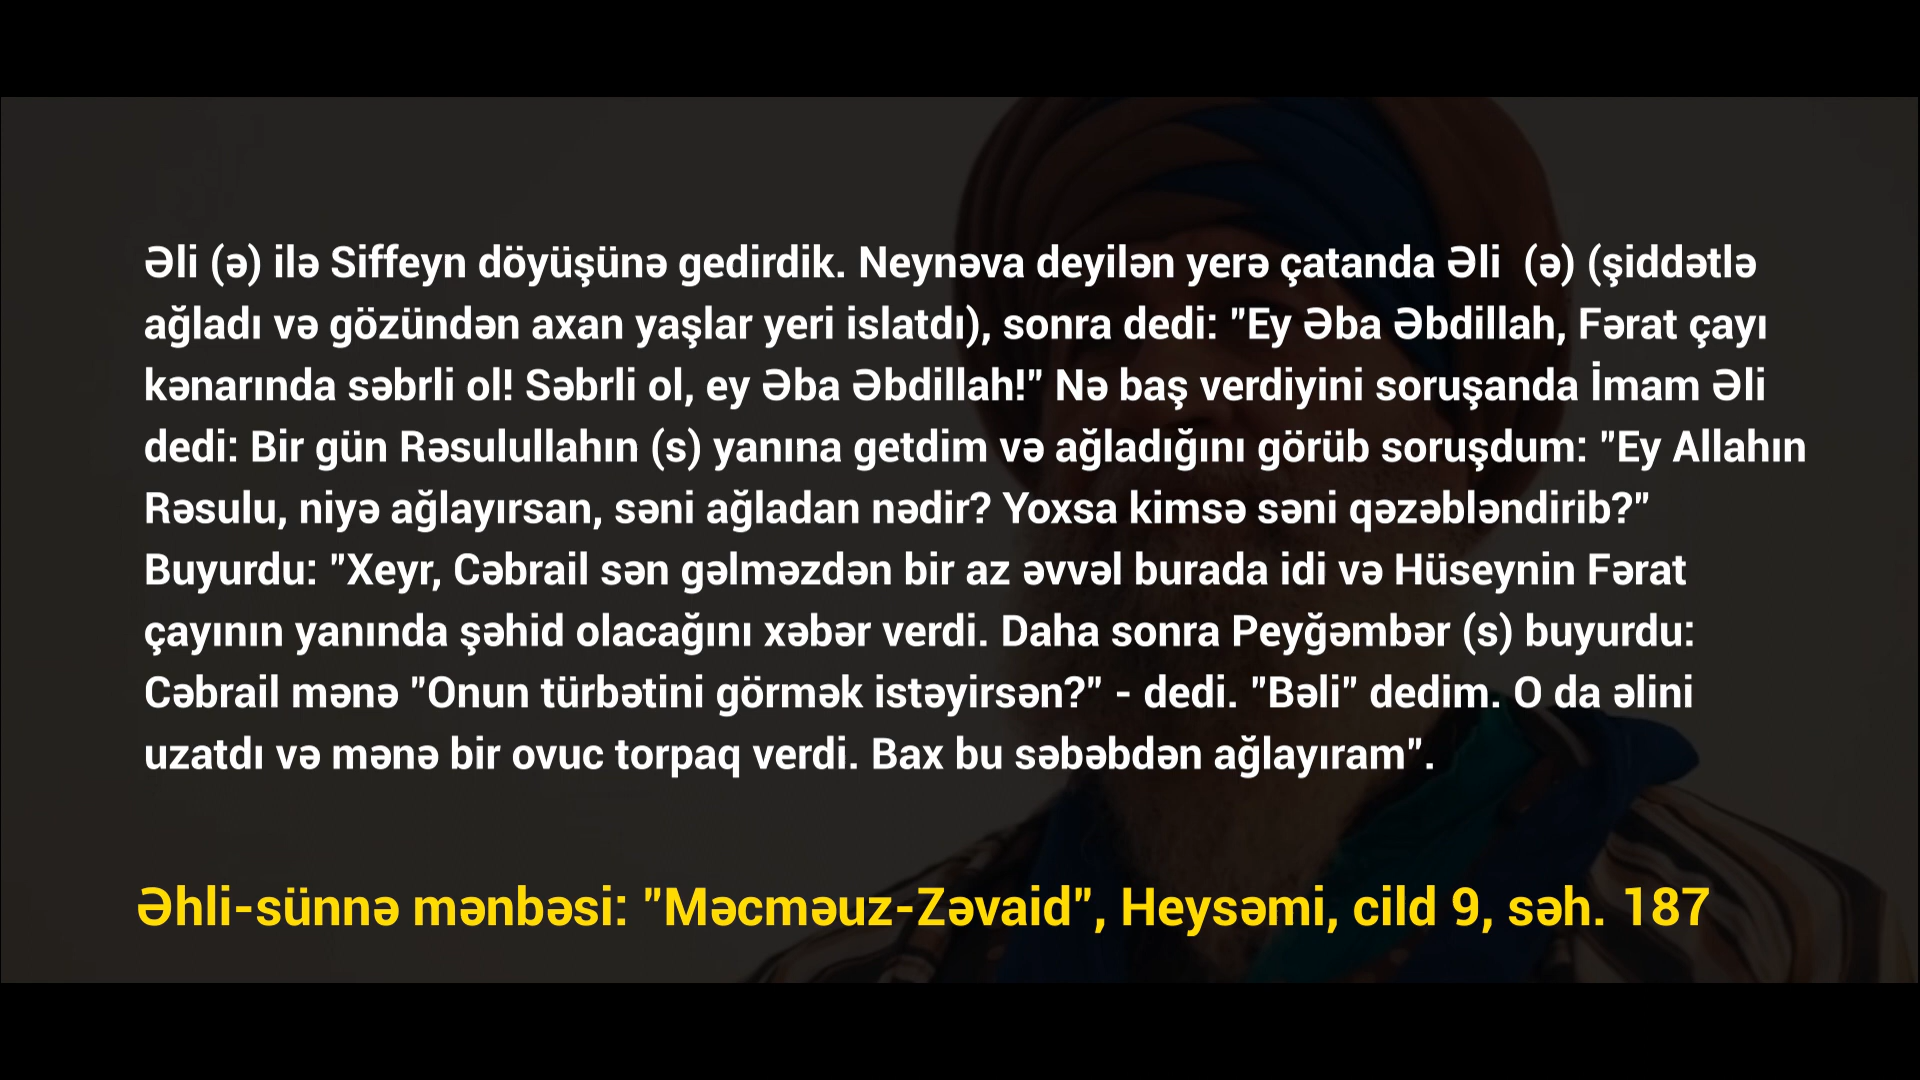 Əli (ə) ilə Siffeyn döyüşünə gedirdik. Neynəva deyilən yerə çatanda Əli  (ə) (şiddətlə
ağladı və gözündən axan yaşlar yeri islatdı), sonra dedi: "Ey Əba Əbdillah, Fərat çayı
kənarında səbrli ol! Səbrli ol, ey Əba Əbdillah!" Nə baş verdiyini soruşanda İmam Əli
dedi: Bir gün Rəsulullahın (s) yanına getdim və ağladığını görüb soruşdum: "Ey Allahın
Rəsulu, niyə ağlayırsan, səni ağladan nədir? Yoxsa kimsə səni qəzəbləndirib?"
Buyurdu: "Xeyr, Cəbrail sən gəlməzdən bir az əvvəl burada idi və Hüseynin Fərat
çayının yanında şəhid olacağını xəbər verdi. Daha sonra Peyğəmbər (s) buyurdu:
Cəbrail mənə "Onun türbətini görmək istəyirsən?" - dedi. "Bəli" dedim. O da əlini
uzatdı və mənə bir ovuc torpaq verdi. Bax bu səbəbdən ağlayıram".
Əhli-sünnə mənbəsi: "Məcməuz-Zəvaid", Heysəmi, cild 9, səh. 187